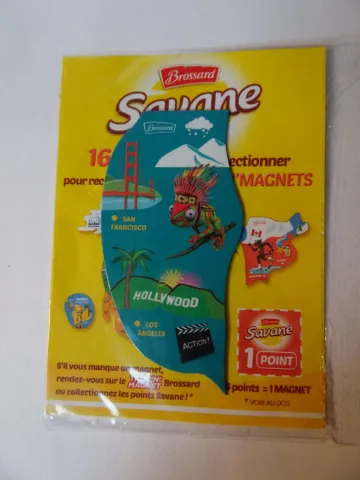 Brossard
Savane
16
ectionner
pour rec
MAGNETS
Brossard
SAN
FRANCISCO
HOLLYWOOD
LOS
ANGELES
ACTION!
Savane
1 POINT
S'il vous manque un magnet,
rendez-vous sur le
MAGNET
Brossard
ou collectionnez les points Savane ! *
points = 1 MAGNET
* VOIR AU DOS